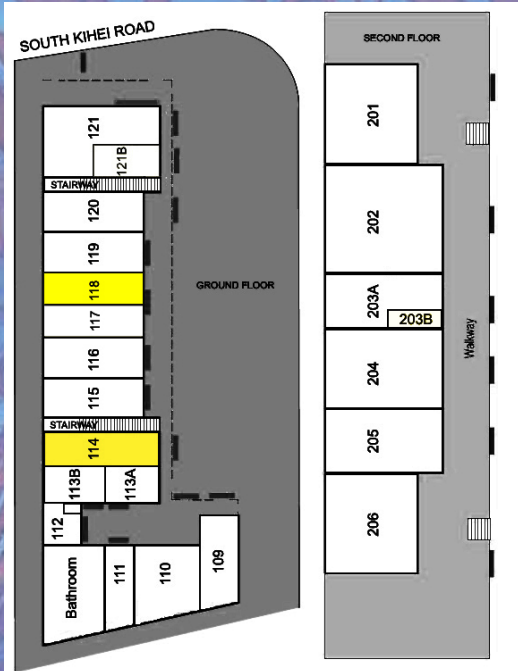 SOUTH KIHEI ROAD
121
121B
STAIRWAY
120
119
118
117
116
115
STAIRWAY
114
113B
113A
112
Bathroom
111
110
109
GROUND FLOOR
SECOND FLOOR
201
202
203A
203B
204
205
206
Walkway